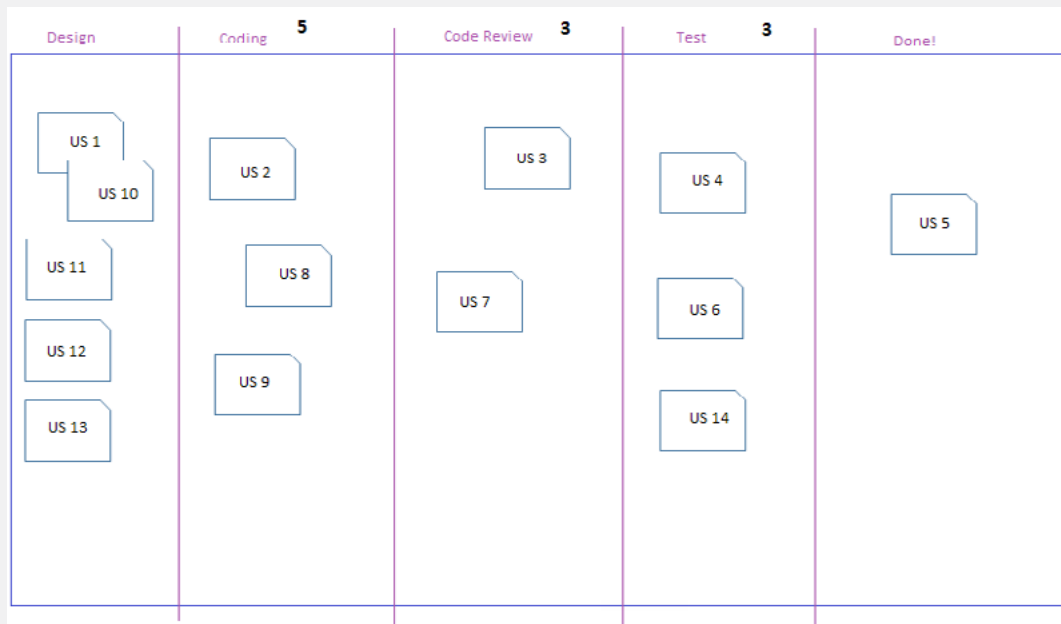 Design
Coding 5
Code Review 3
Test 3
Done!
US 1
US 10
US 11
US 12
US 13
US 2
US 8
US 9
US 3
US 7
US 4
US 6
US 14
US 5